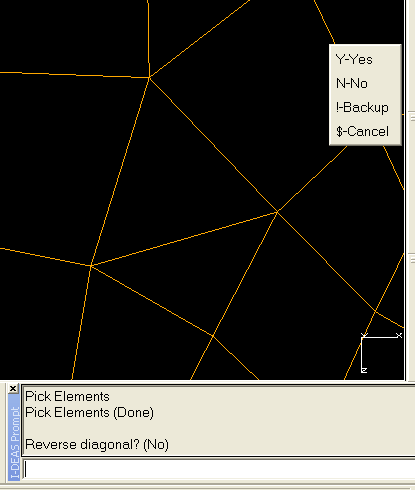 Y-Yes
N-No
!-Backup
$-Cancel
X
X
Z
I-DEAS Prompt
Pick Elements
Pick Elements (Done)
Reverse diagonal? (No)